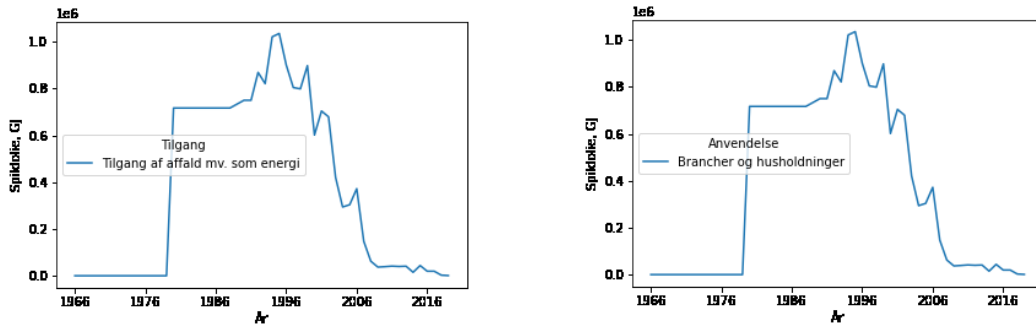 1e6
1.0
0.8
0.6
0.4
0.2
0.0
Spildolie, GJ
Tilgang
Tilgang af affald mv. som energi
1966 1976 1986 1996 2006 2016
År
1e6
1.0
0.8
0.6
0.4
0.2
0.0
Spildolie, GJ
Anvendelse
Brancher og husholdninger
1966 1976 1986 1996 2006 2016
År